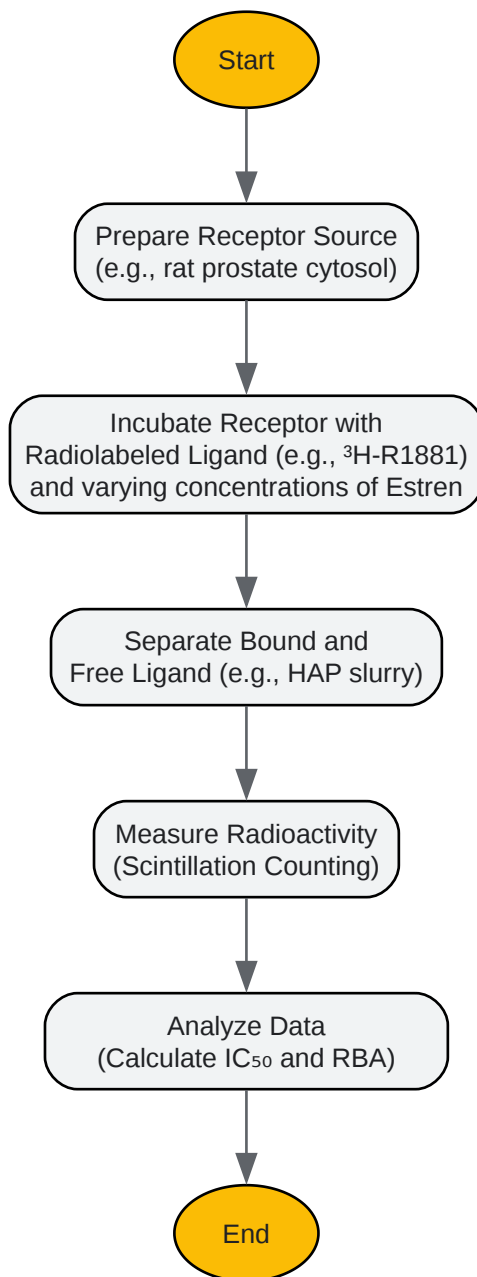 Start
Prepare Receptor Source
(e.g., rat prostate cytosol)
Incubate Receptor with
Radiolabeled Ligand (e.g., ³H-R1881)
and varying concentrations of Estren
Separate Bound and
Free Ligand (e.g., HAP slurry)
Measure Radioactivity
(Scintillation Counting)
Analyze Data
(Calculate IC₅₀ and RBA)
End